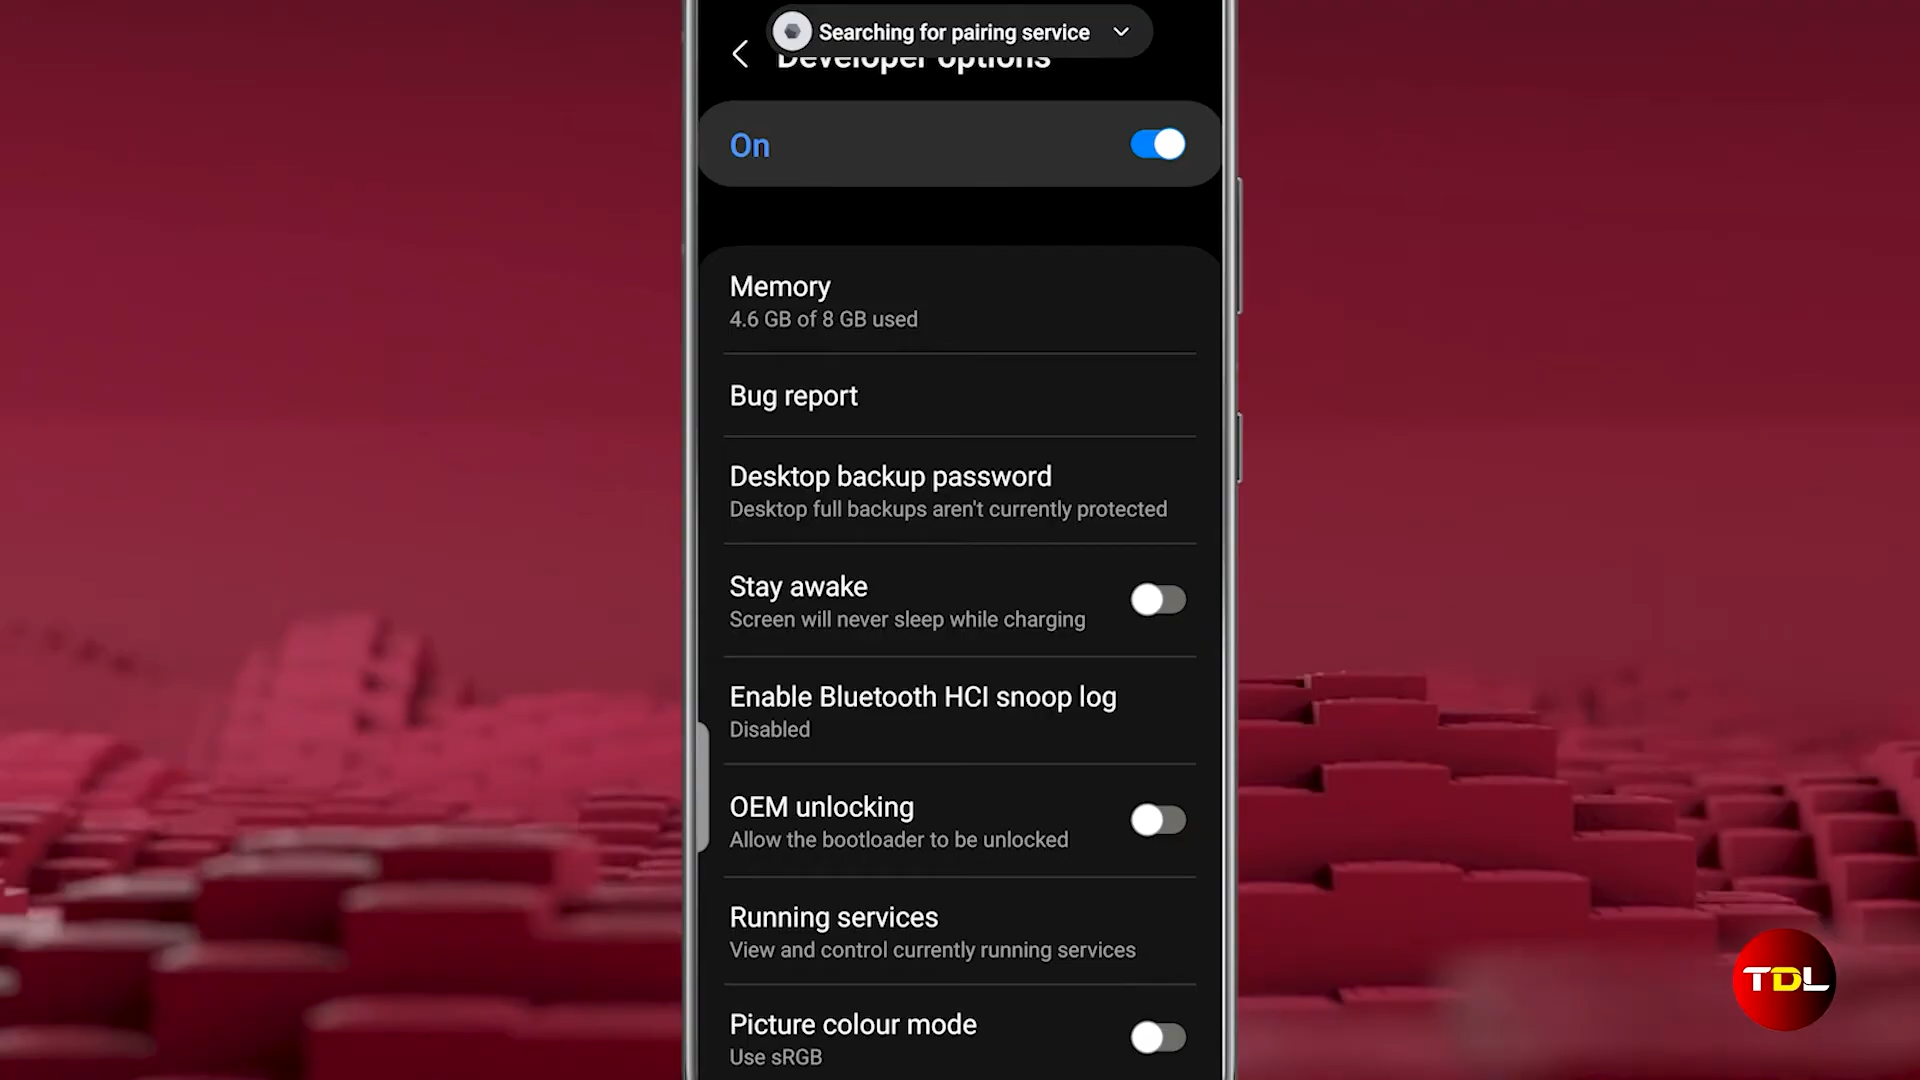 Searching for pairing service
Developer options
On
Memory
4.6 GB of 8 GB used
Bug report
Desktop backup password
Desktop full backups aren't currently protected
Stay awake
Screen will never sleep while charging
Enable Bluetooth HCI snoop log
Disabled
OEM unlocking
Allow the bootloader to be unlocked
Running services
View and control currently running services
Picture colour mode
Use sRGB
TDL